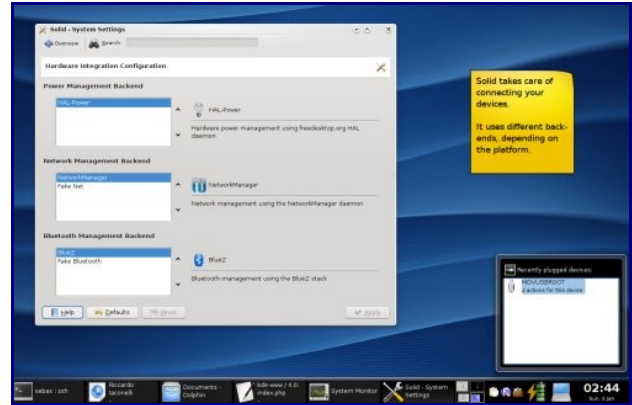 Solid - System Settings
Overview
Search:
Hardware Integration Configuration
Power Management Backend
HAL-Power
HAL-Power
Hardware power management using freedesktop.org HAL
daemon
Network Management Backend
NetworkManager
Fake Net
NetworkManager
Network management using the NetworkManager daemon
Bluetooth Management Backend
BlueZ
Fake Bluetooth
BlueZ
Bluetooth management using the BlueZ stack
Help
Defaults
Reset
Apply
Solid takes care of
connecting your
devices.
It uses different back-
ends, depending on
the platform.
Recently plugged devices:
MDVUSBROOT
2 actions for this device
sebas : zsh
Riccardo
Iaconelli
Documents -
Dolphin
kde-www / 4.0:
index.php
System Monitor
Solid - System
Settings
02:44
Sun, 6 Jan